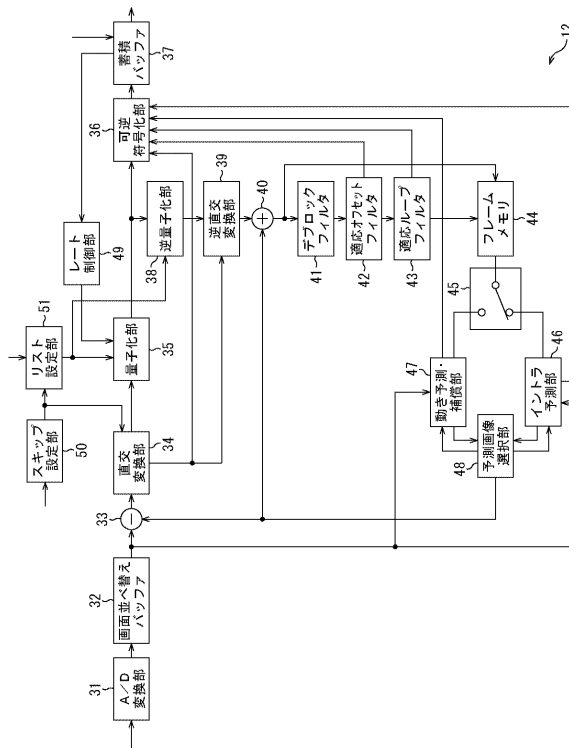 12
31
A/D
変換部
32
画面並べ替え
バッファ
33
34
直交
変換部
35
量子化部
36
可逆
符号化部
37
蓄積
バッファ
50
スキップ
設定部
51
リスト
設定部
49
レート
制御部
38
逆量子化部
39
逆直交
変換部
40
41
デブロック
フィルタ
42
適応オフセット
フィルタ
43
適応ループ
フィルタ
44
フレーム
メモリ
45
46
イントラ
予測部
47
動き予測・
補償部
48
予測画像
選択部